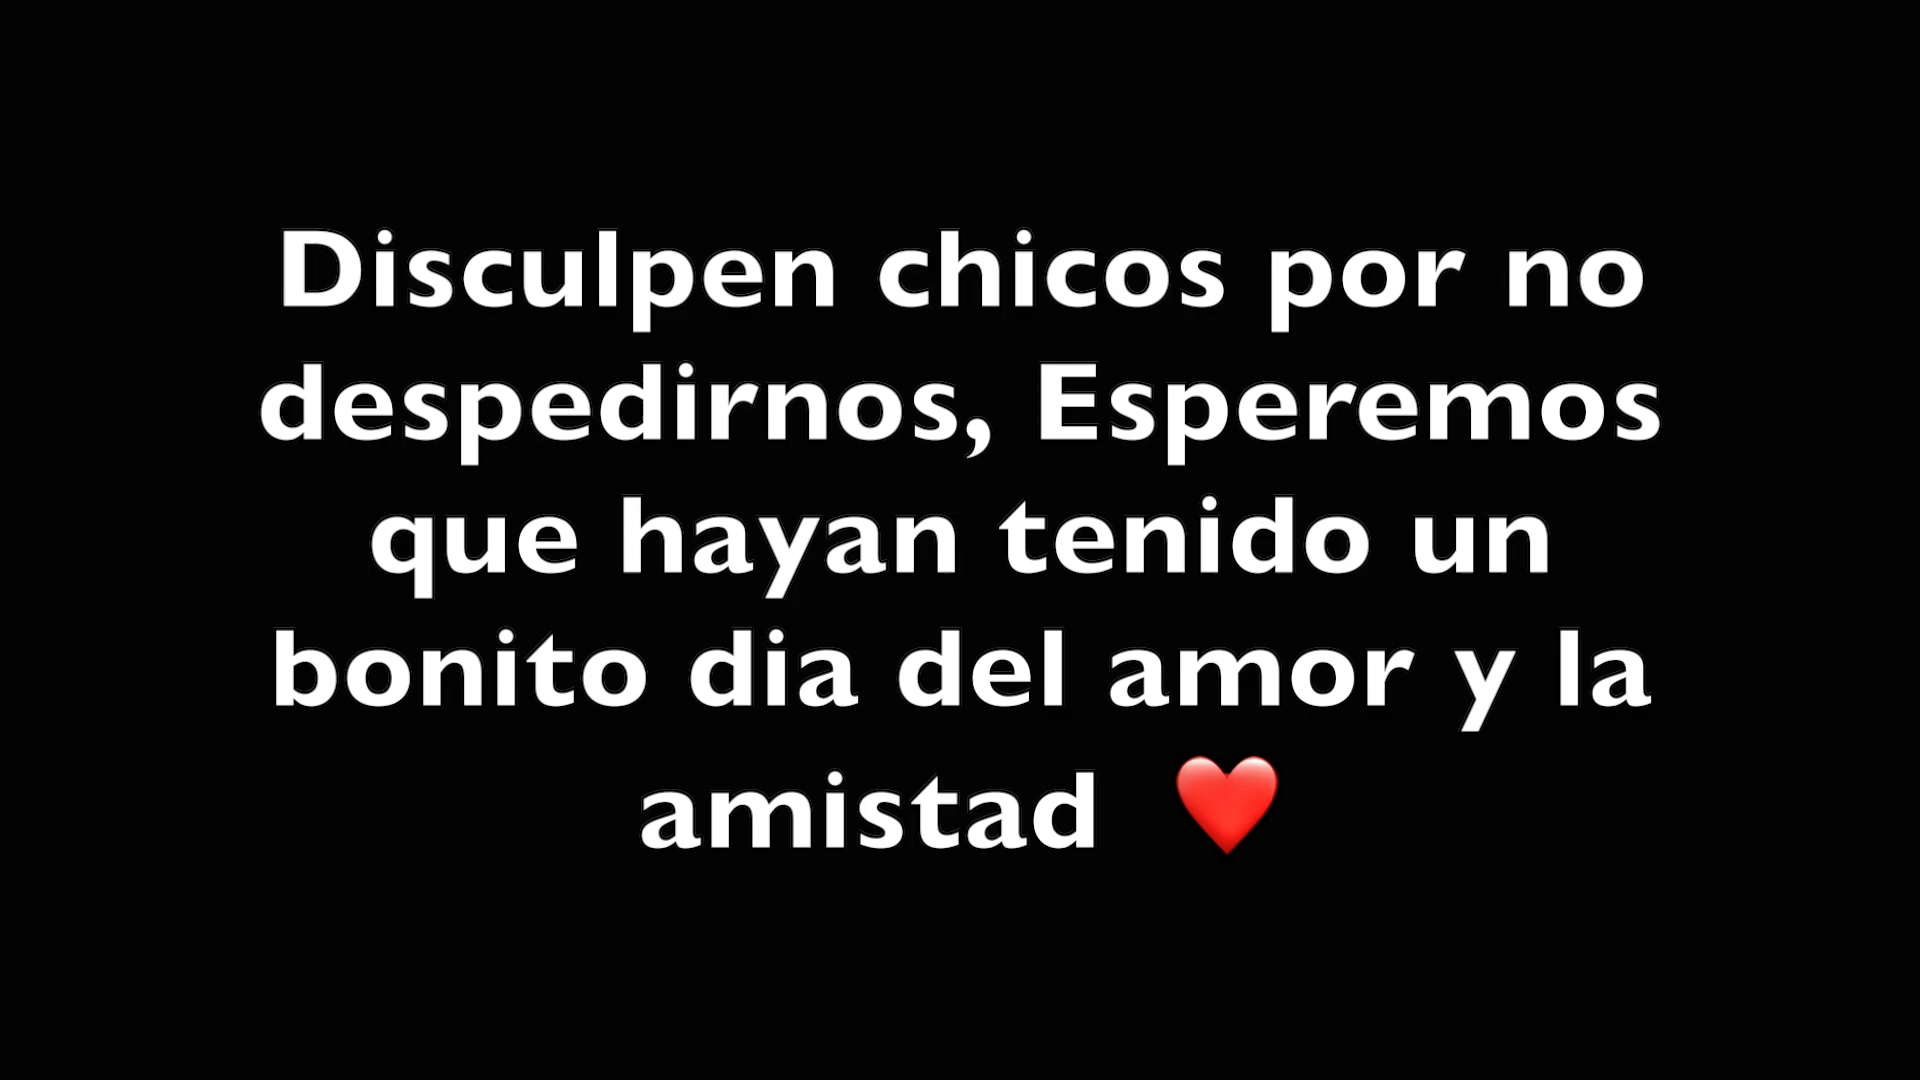 Disculpen chicos por no
despedirnos, Esperemos
que hayan tenido un
bonito dia del amor y la
amistad ❤️